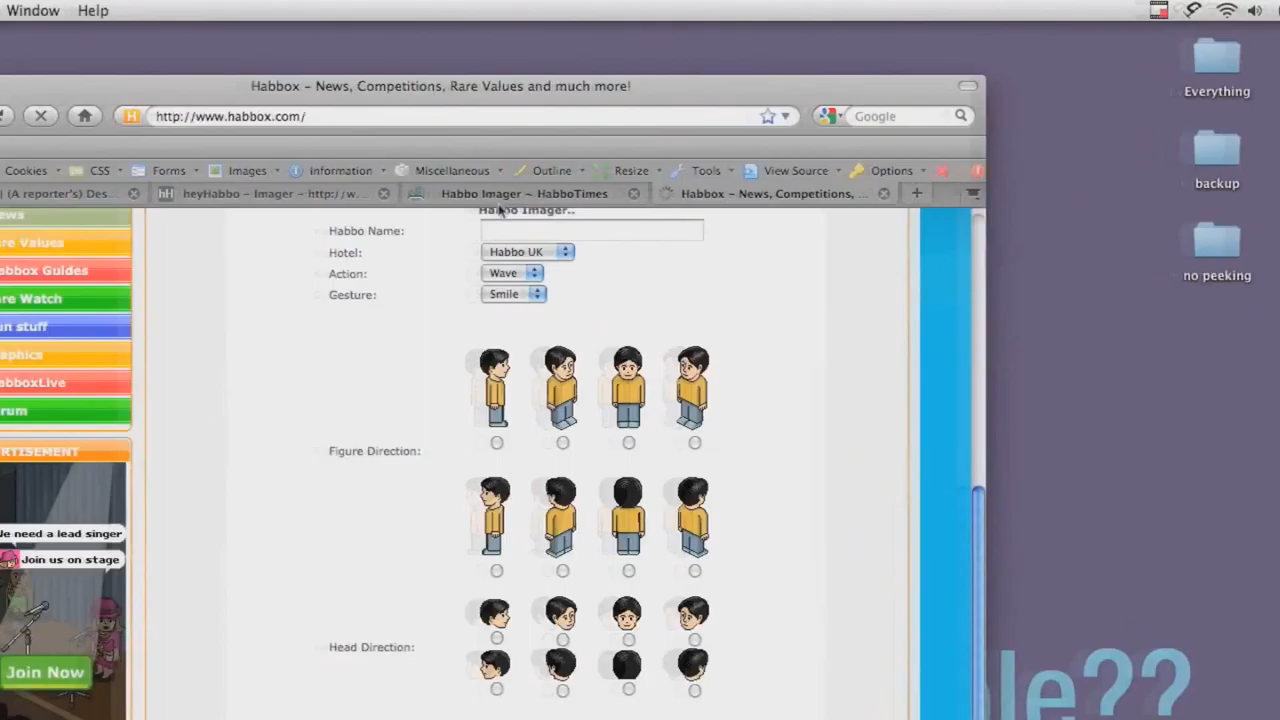 Window Help
Everything
Habbox – News, Competitions, Rare Values and much more!
http://www.habbox.com/
Google
backup
Cookies CSS Forms Images Information Miscellaneous Outline Resize Tools View Source Options
(A reporter's) Des... heyHabbo – Imager – http://w... Habbo Imager ~ HabboTimes Habbox – News, Competitions, ...
Habbo Imager..
Habbo Name:
Hotel: Habbo UK
Action: Wave
Gesture: Smile
no peeking
Figure Direction:
Head Direction:
ews
are Values
abbox Guides
are Watch
un stuff
aphics
abboxLive
rum
ERTISEMENT
We need a lead singer
Join us on stage
Join Now
le??